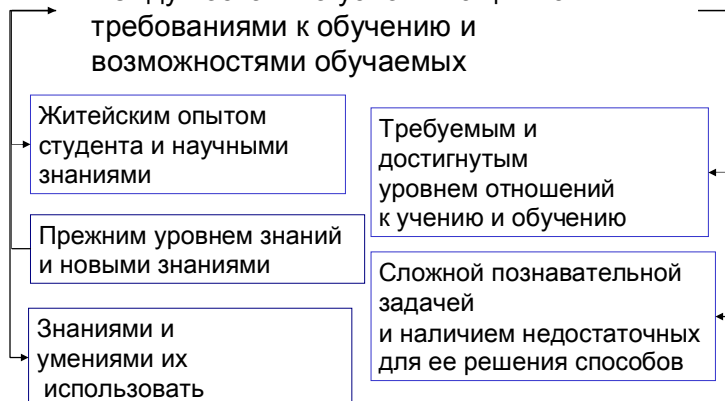 требованиями к обучению и
возможностями обучаемых
Житейским опытом
студента и научными
знаниями
Прежним уровнем знаний
и новыми знаниями
Знаниями и
умениями их
использовать
Требуемым и
достигнутым
уровнем отношений
к учению и обучению
Сложной познавательной
задачей
и наличием недостаточных
для ее решения способов